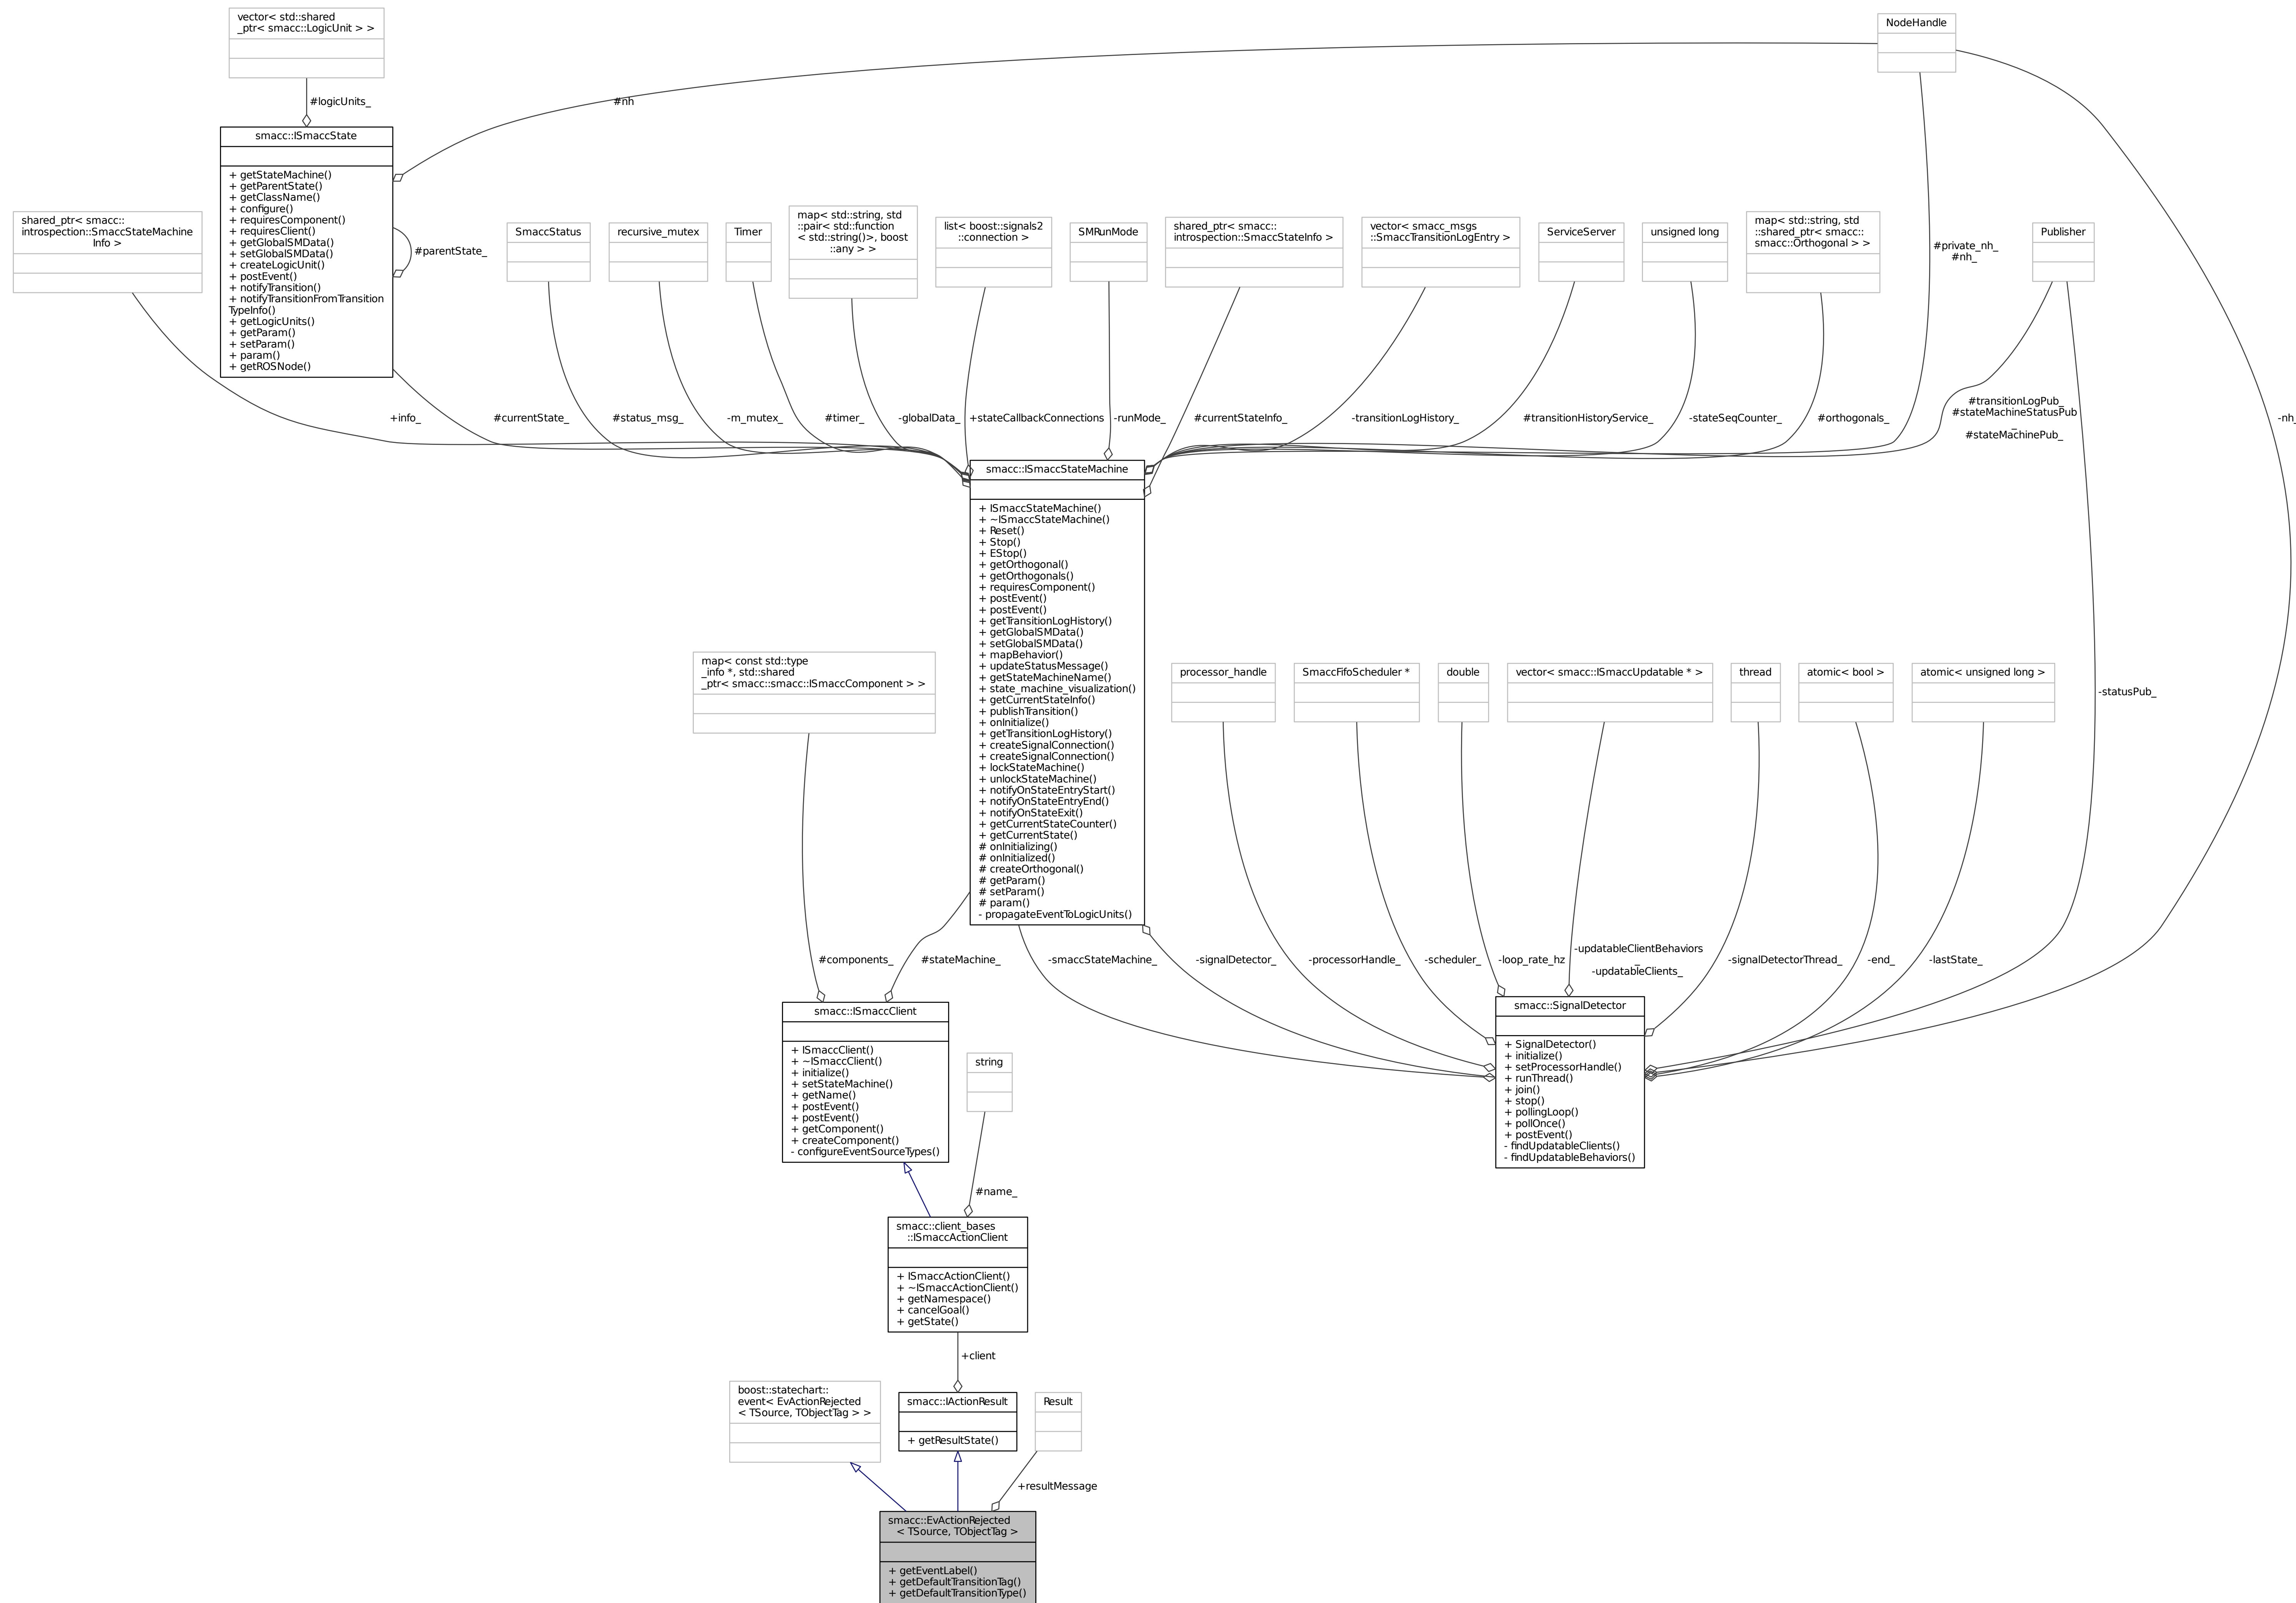 vector< std::shared
_ptr< smacc::LogicUnit > >
NodeHandle
#logicUnits_
#nh
smacc::ISmaccState
+ getStateMachine()
+ getParentState()
+ getClassName()
+ configure()
+ requiresComponent()
+ requiresClient()
+ getGlobalSMData()
+ setGlobalSMData()
+ createLogicUnit()
+ postEvent()
+ notifyTransition()
+ notifyTransitionFromTransition
TypeInfo()
+ getLogicUnits()
+ getParam()
+ setParam()
+ param()
+ getROSNode()
#parentState_
shared_ptr< smacc::
introspection::SmaccStateMachine
Info >
SmaccStatus
recursive_mutex
Timer
map< std::string, std
::pair< std::function
< std::string()>, boost
::any > >
list< boost::signals2
::connection >
SMRunMode
shared_ptr< smacc::
introspection::SmaccStateInfo >
vector< smacc_msgs
::SmaccTransitionLogEntry >
ServiceServer
unsigned long
map< std::string, std
::shared_ptr< smacc::
smacc::Orthogonal > >
#private_nh_
#nh_
Publisher
+info_
#currentState_
#status_msg_
-m_mutex_
#timer_
-globalData_
+stateCallbackConnections
-runMode_
#currentStateInfo_
-transitionLogHistory_
#transitionHistoryService_
-stateSeqCounter_
#orthogonals_
#transitionLogPub_
#stateMachineStatusPub
_
#stateMachinePub_
-nh_
smacc::ISmaccStateMachine
+ ISmaccStateMachine()
+ ~ISmaccStateMachine()
+ Reset()
+ Stop()
+ EStop()
+ getOrthogonal()
+ getOrthogonals()
+ requiresComponent()
+ postEvent()
+ postEvent()
+ getTransitionLogHistory()
+ getGlobalSMData()
+ setGlobalSMData()
+ mapBehavior()
+ updateStatusMessage()
+ getStateMachineName()
+ state_machine_visualization()
+ getCurrentStateInfo()
+ publishTransition()
+ onInitialize()
+ getTransitionLogHistory()
+ createSignalConnection()
+ createSignalConnection()
+ lockStateMachine()
+ unlockStateMachine()
+ notifyOnStateEntryStart()
+ notifyOnStateEntryEnd()
+ notifyOnStateExit()
+ getCurrentStateCounter()
+ getCurrentState()
# onInitializing()
# onInitialized()
# createOrthogonal()
# getParam()
# setParam()
# param()
- propagateEventToLogicUnits()
map< const std::type
_info *, std::shared
_ptr< smacc::smacc::ISmaccComponent > >
processor_handle
SmaccFifoScheduler *
double
vector< smacc::ISmaccUpdatable * >
thread
atomic< bool >
atomic< unsigned long >
-statusPub_
#components_
#stateMachine_
-smaccStateMachine_
-signalDetector_
-processorHandle_
-scheduler_
-loop_rate_hz
-updatableClientBehaviors
_
-updatableClients_
-signalDetectorThread_
-end_
-lastState_
smacc::ISmaccClient
+ ISmaccClient()
+ ~ISmaccClient()
+ initialize()
+ setStateMachine()
+ getName()
+ postEvent()
+ postEvent()
+ getComponent()
+ createComponent()
- configureEventSourceTypes()
string
smacc::SignalDetector
+ SignalDetector()
+ initialize()
+ setProcessorHandle()
+ runThread()
+ join()
+ stop()
+ pollingLoop()
+ pollOnce()
+ postEvent()
- findUpdatableClients()
- findUpdatableBehaviors()
#name_
smacc::client_bases
::ISmaccActionClient
+ ISmaccActionClient()
+ ~ISmaccActionClient()
+ getNamespace()
+ cancelGoal()
+ getState()
+client
boost::statechart::
event< EvActionRejected
< TSource, TObjectTag > >
smacc::IActionResult
+ getResultState()
Result
+resultMessage
smacc::EvActionRejected
< TSource, TObjectTag >
+ getEventLabel()
+ getDefaultTransitionTag()
+ getDefaultTransitionType()